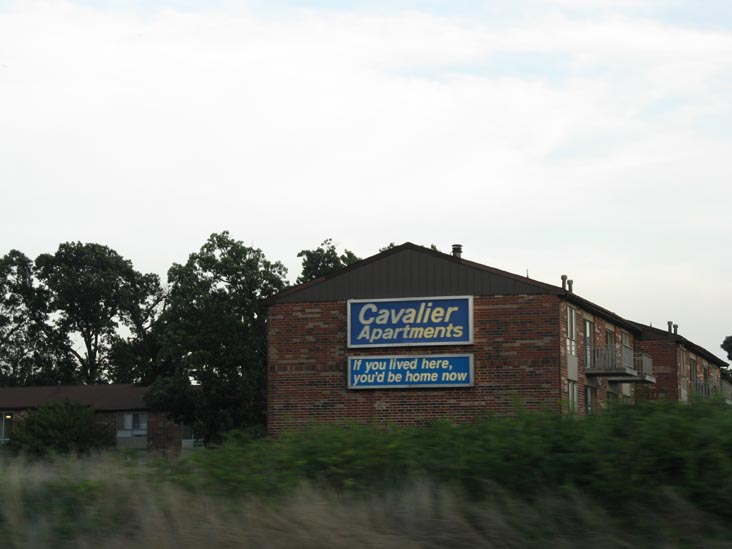 Cavalier
Apartments
If you lived here,
you'd be home now